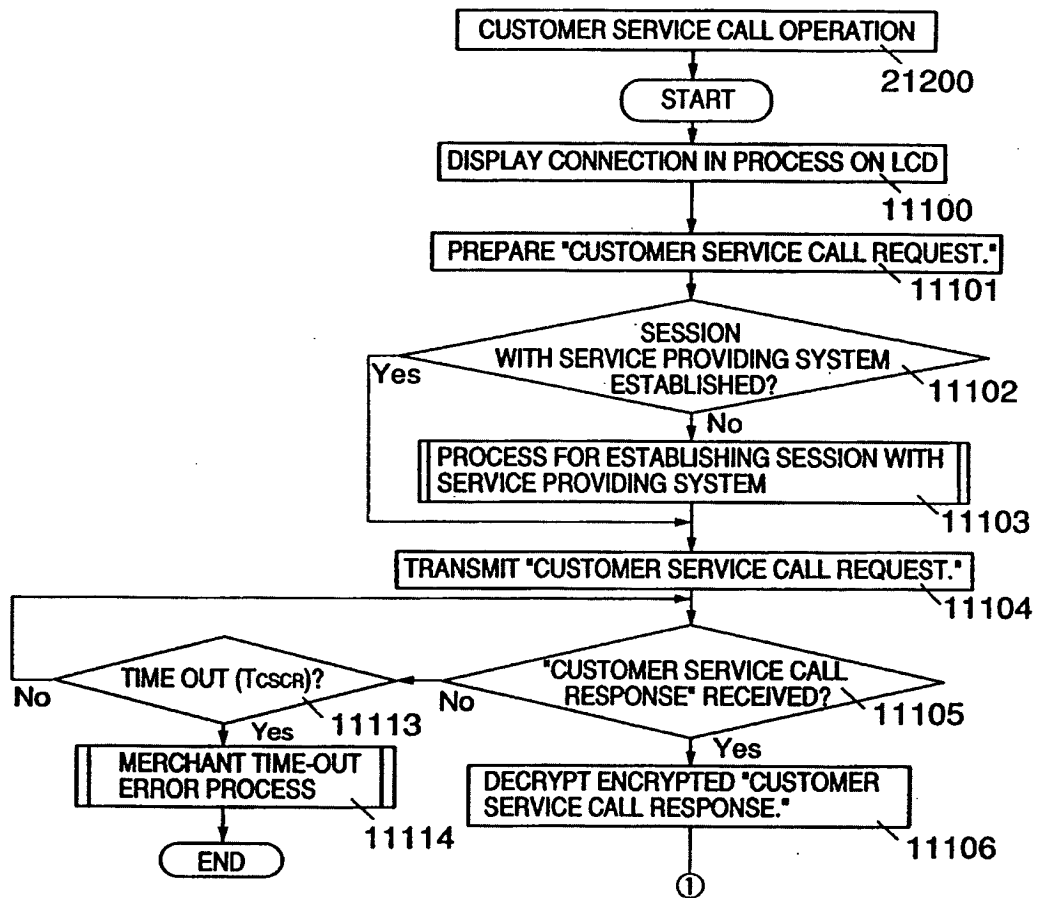 CUSTOMER SERVICE CALL OPERATION
21200
START
DISPLAY CONNECTION IN PROCESS ON LCD
11100
PREPARE "CUSTOMER SERVICE CALL REQUEST."
11101
SESSION
WITH SERVICE PROVIDING SYSTEM
ESTABLISHED?
11102
Yes
No
PROCESS FOR ESTABLISHING SESSION WITH
SERVICE PROVIDING SYSTEM
11103
TRANSMIT "CUSTOMER SERVICE CALL REQUEST."
11104
"CUSTOMER SERVICE CALL
RESPONSE" RECEIVED?
11105
No
Yes
TIME OUT (TCSCR)?
11113
No
Yes
MERCHANT TIME-OUT
ERROR PROCESS
11114
END
DECRYPT ENCRYPTED "CUSTOMER
SERVICE CALL RESPONSE."
11106
①